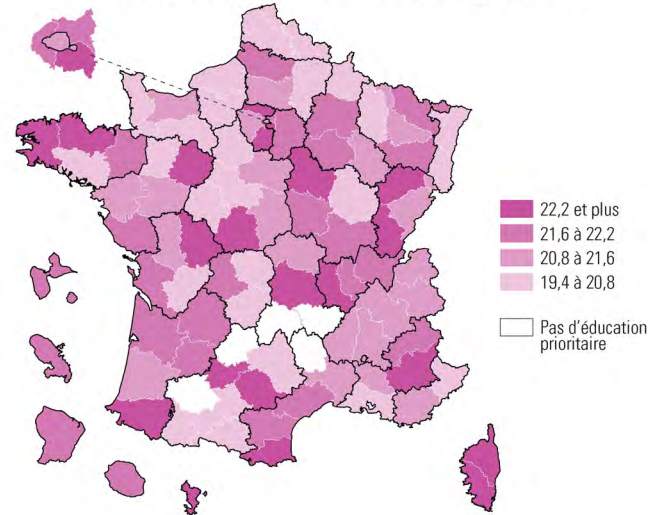 22,2 et plus
21,6 à 22,2
20,8 à 21,6
19,4 à 20,8
Pas d'éducation
prioritaire